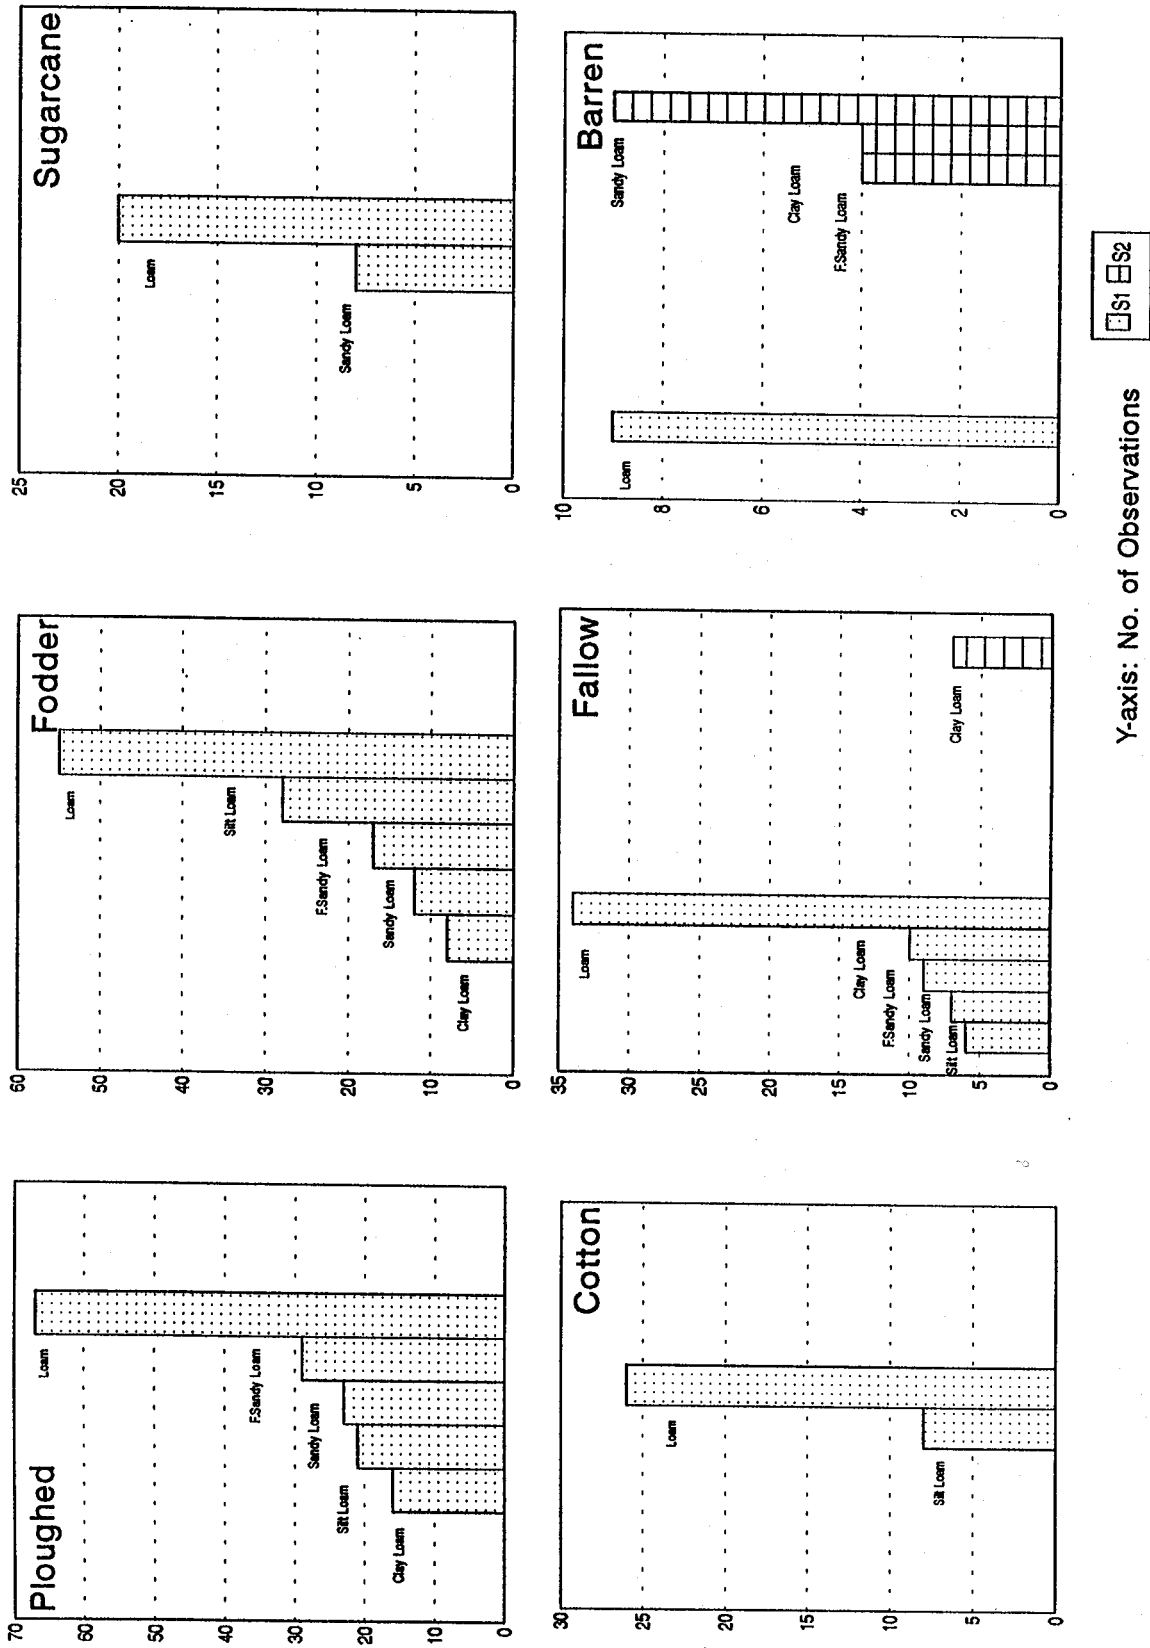 Ploughed
70
60
50
40
30
20
10
0
Loam
F.Sandy Loam
Sandy Loam
Silt Loam
Clay Loam
Fodder
60
50
40
30
20
10
0
Loam
Silt Loam
F.Sandy Loam
Sandy Loam
Clay Loam
Sugarcane
25
20
15
10
5
0
Loam
Sandy Loam
Cotton
30
25
20
15
10
5
0
Loam
Silt Loam
Fallow
35
30
25
20
15
10
5
0
Loam
Clay Loam
F.Sandy Loam
Sandy Loam
Silt Loam
Clay Loam
Barren
10
8
6
4
2
0
Loam
Sandy Loam
Clay Loam
F.Sandy Loam
Y-axis: No. of Observations
S1 S2